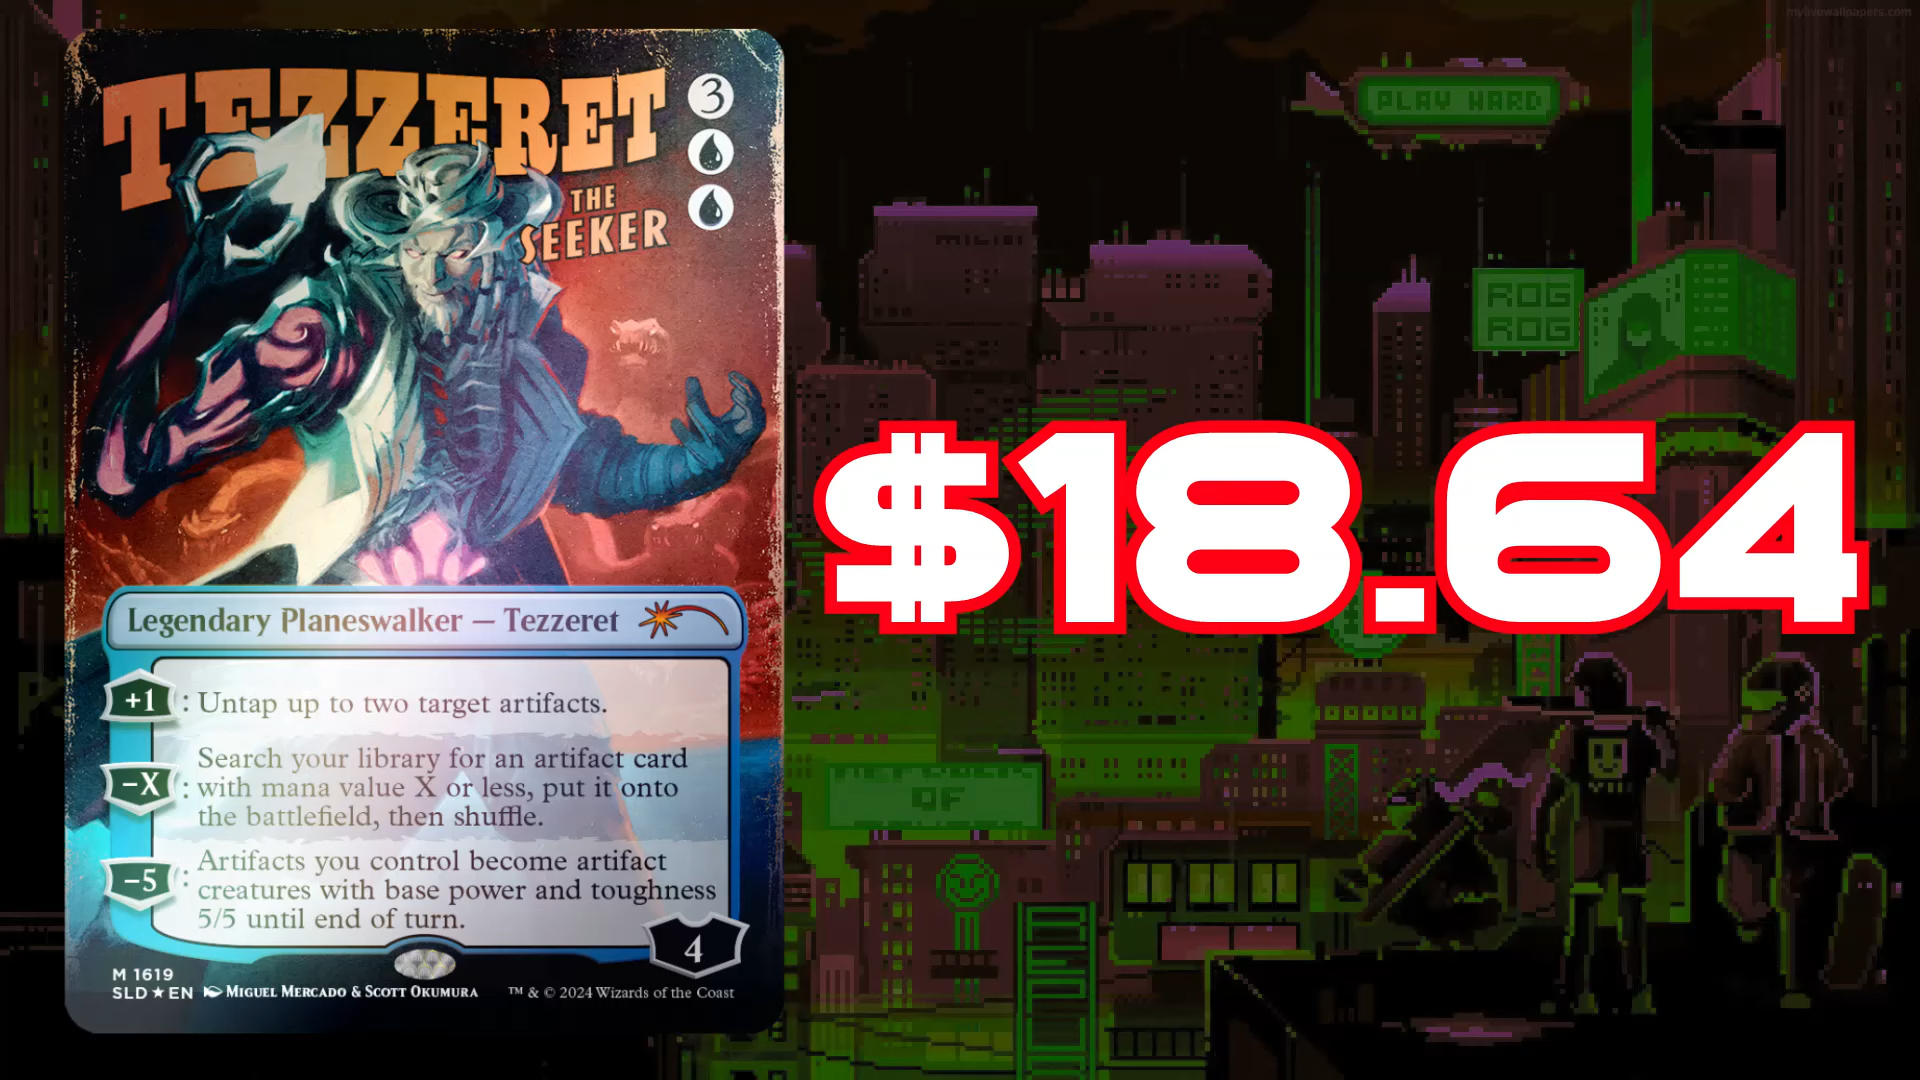 mylivewallpapers.com
TEZZERET
THE
SEEKER
3
Legendary Planeswalker — Tezzeret
+1 : Untap up to two target artifacts.
Search your library for an artifact card
−X : with mana value X or less, put it onto
the battlefield, then shuffle.
Artifacts you control become artifact
−5 : creatures with base power and toughness
5/5 until end of turn.
4
M 1619
SLD ★ EN MIGUEL MERCADO & SCOTT OKUMURA ™ & © 2024 Wizards of the Coast
$18.64
PLAY HARD
ROG
ROG
OF